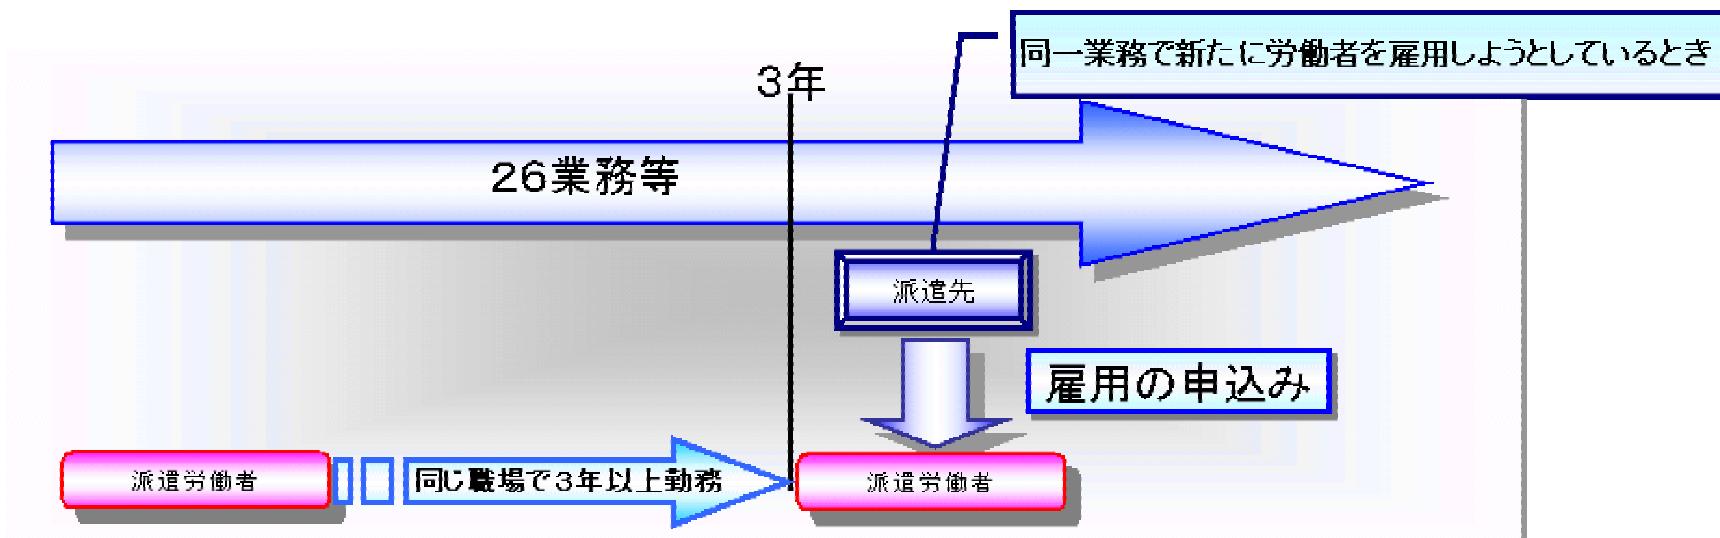 同一業務で新たに労働者を雇用しようとしているとき
3年
26業務等
派遣先
雇用の申込み
派遣労働者
同じ職場で3年以上勤務
派遣労働者